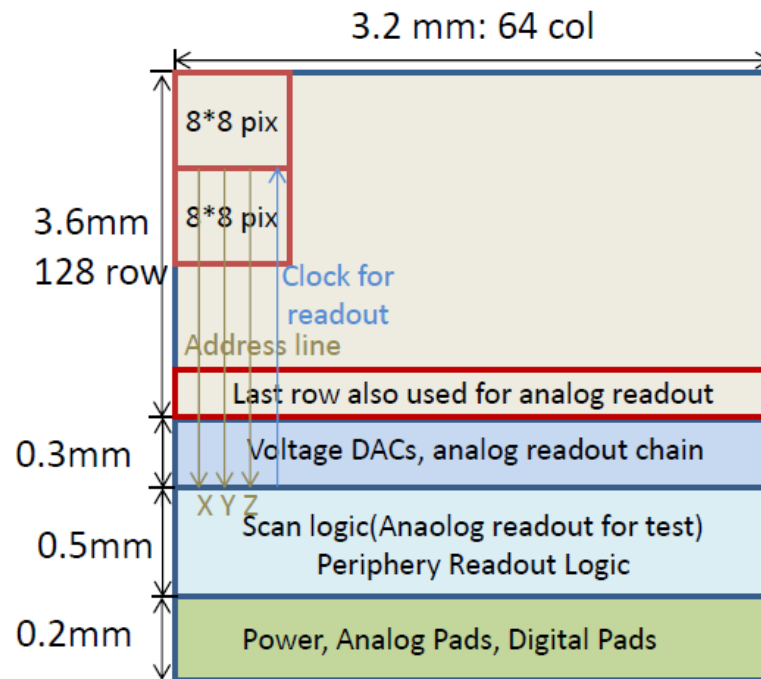 3.2 mm: 64 col
8*8 pix
8*8 pix
3.6mm
128 row
Clock for
readout
Address line
Last row also used for analog readout
0.3mm
Voltage DACs, analog readout chain
X Y Z
0.5mm
Scan logic(Anaolog readout for test)
Periphery Readout Logic
0.2mm
Power, Analog Pads, Digital Pads